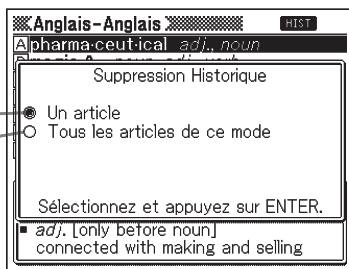 Anglais-Anglais HIST
A pharma·ceut·ical adj., noun
Suppression Historique
Un article
Tous les articles de ce mode
Sélectionnez et appuyez sur ENTER.
■ adj. [only before noun]
connected with making and selling